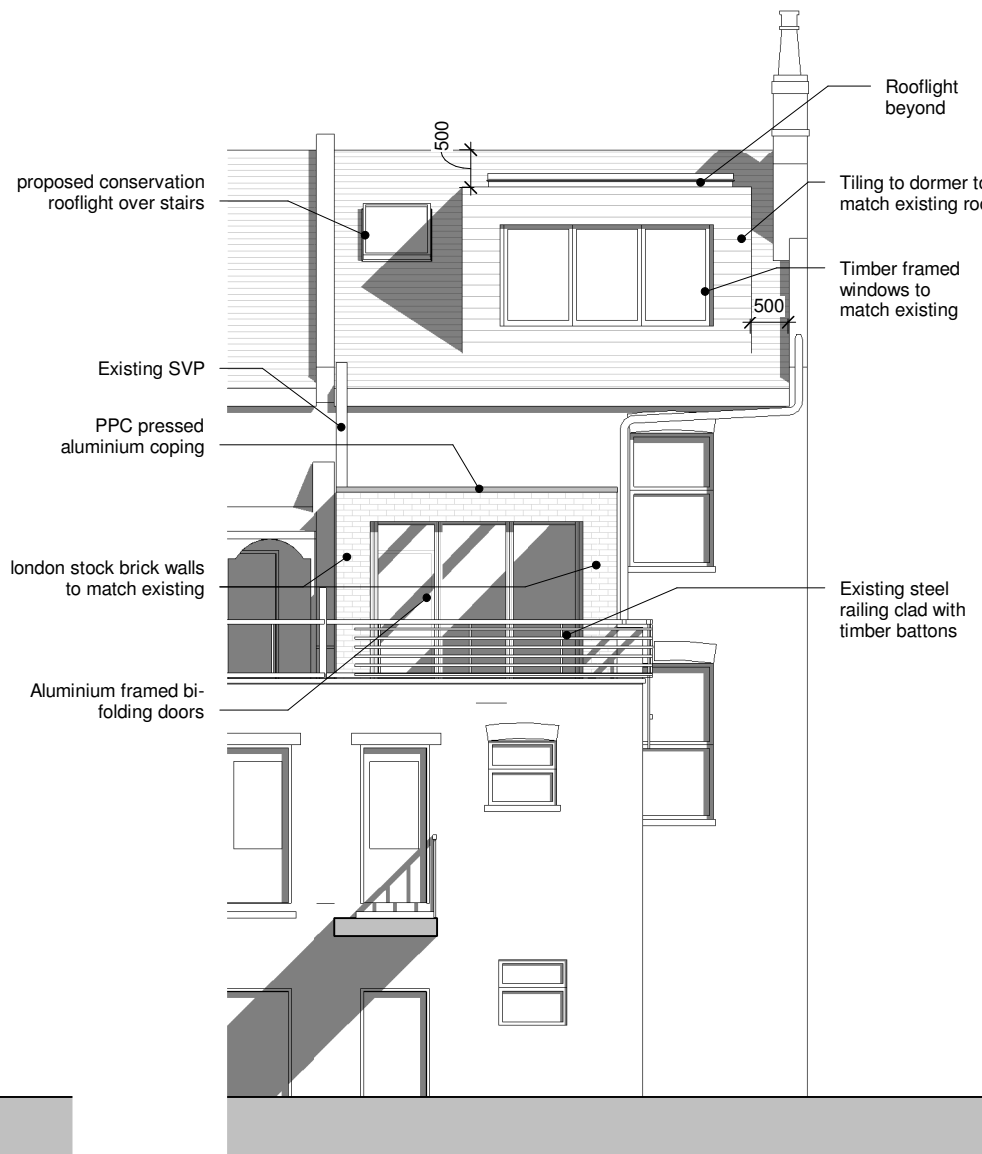 Rooflight
beyond
500
proposed conservation
rooflight over stairs
Tiling to dormer to
match existing roo
Timber framed
windows to
match existing
500
Existing SVP
PPC pressed
aluminium coping
london stock brick walls
to match existing
Existing steel
railing clad with
timber battons
Aluminium framed bi-
folding doors